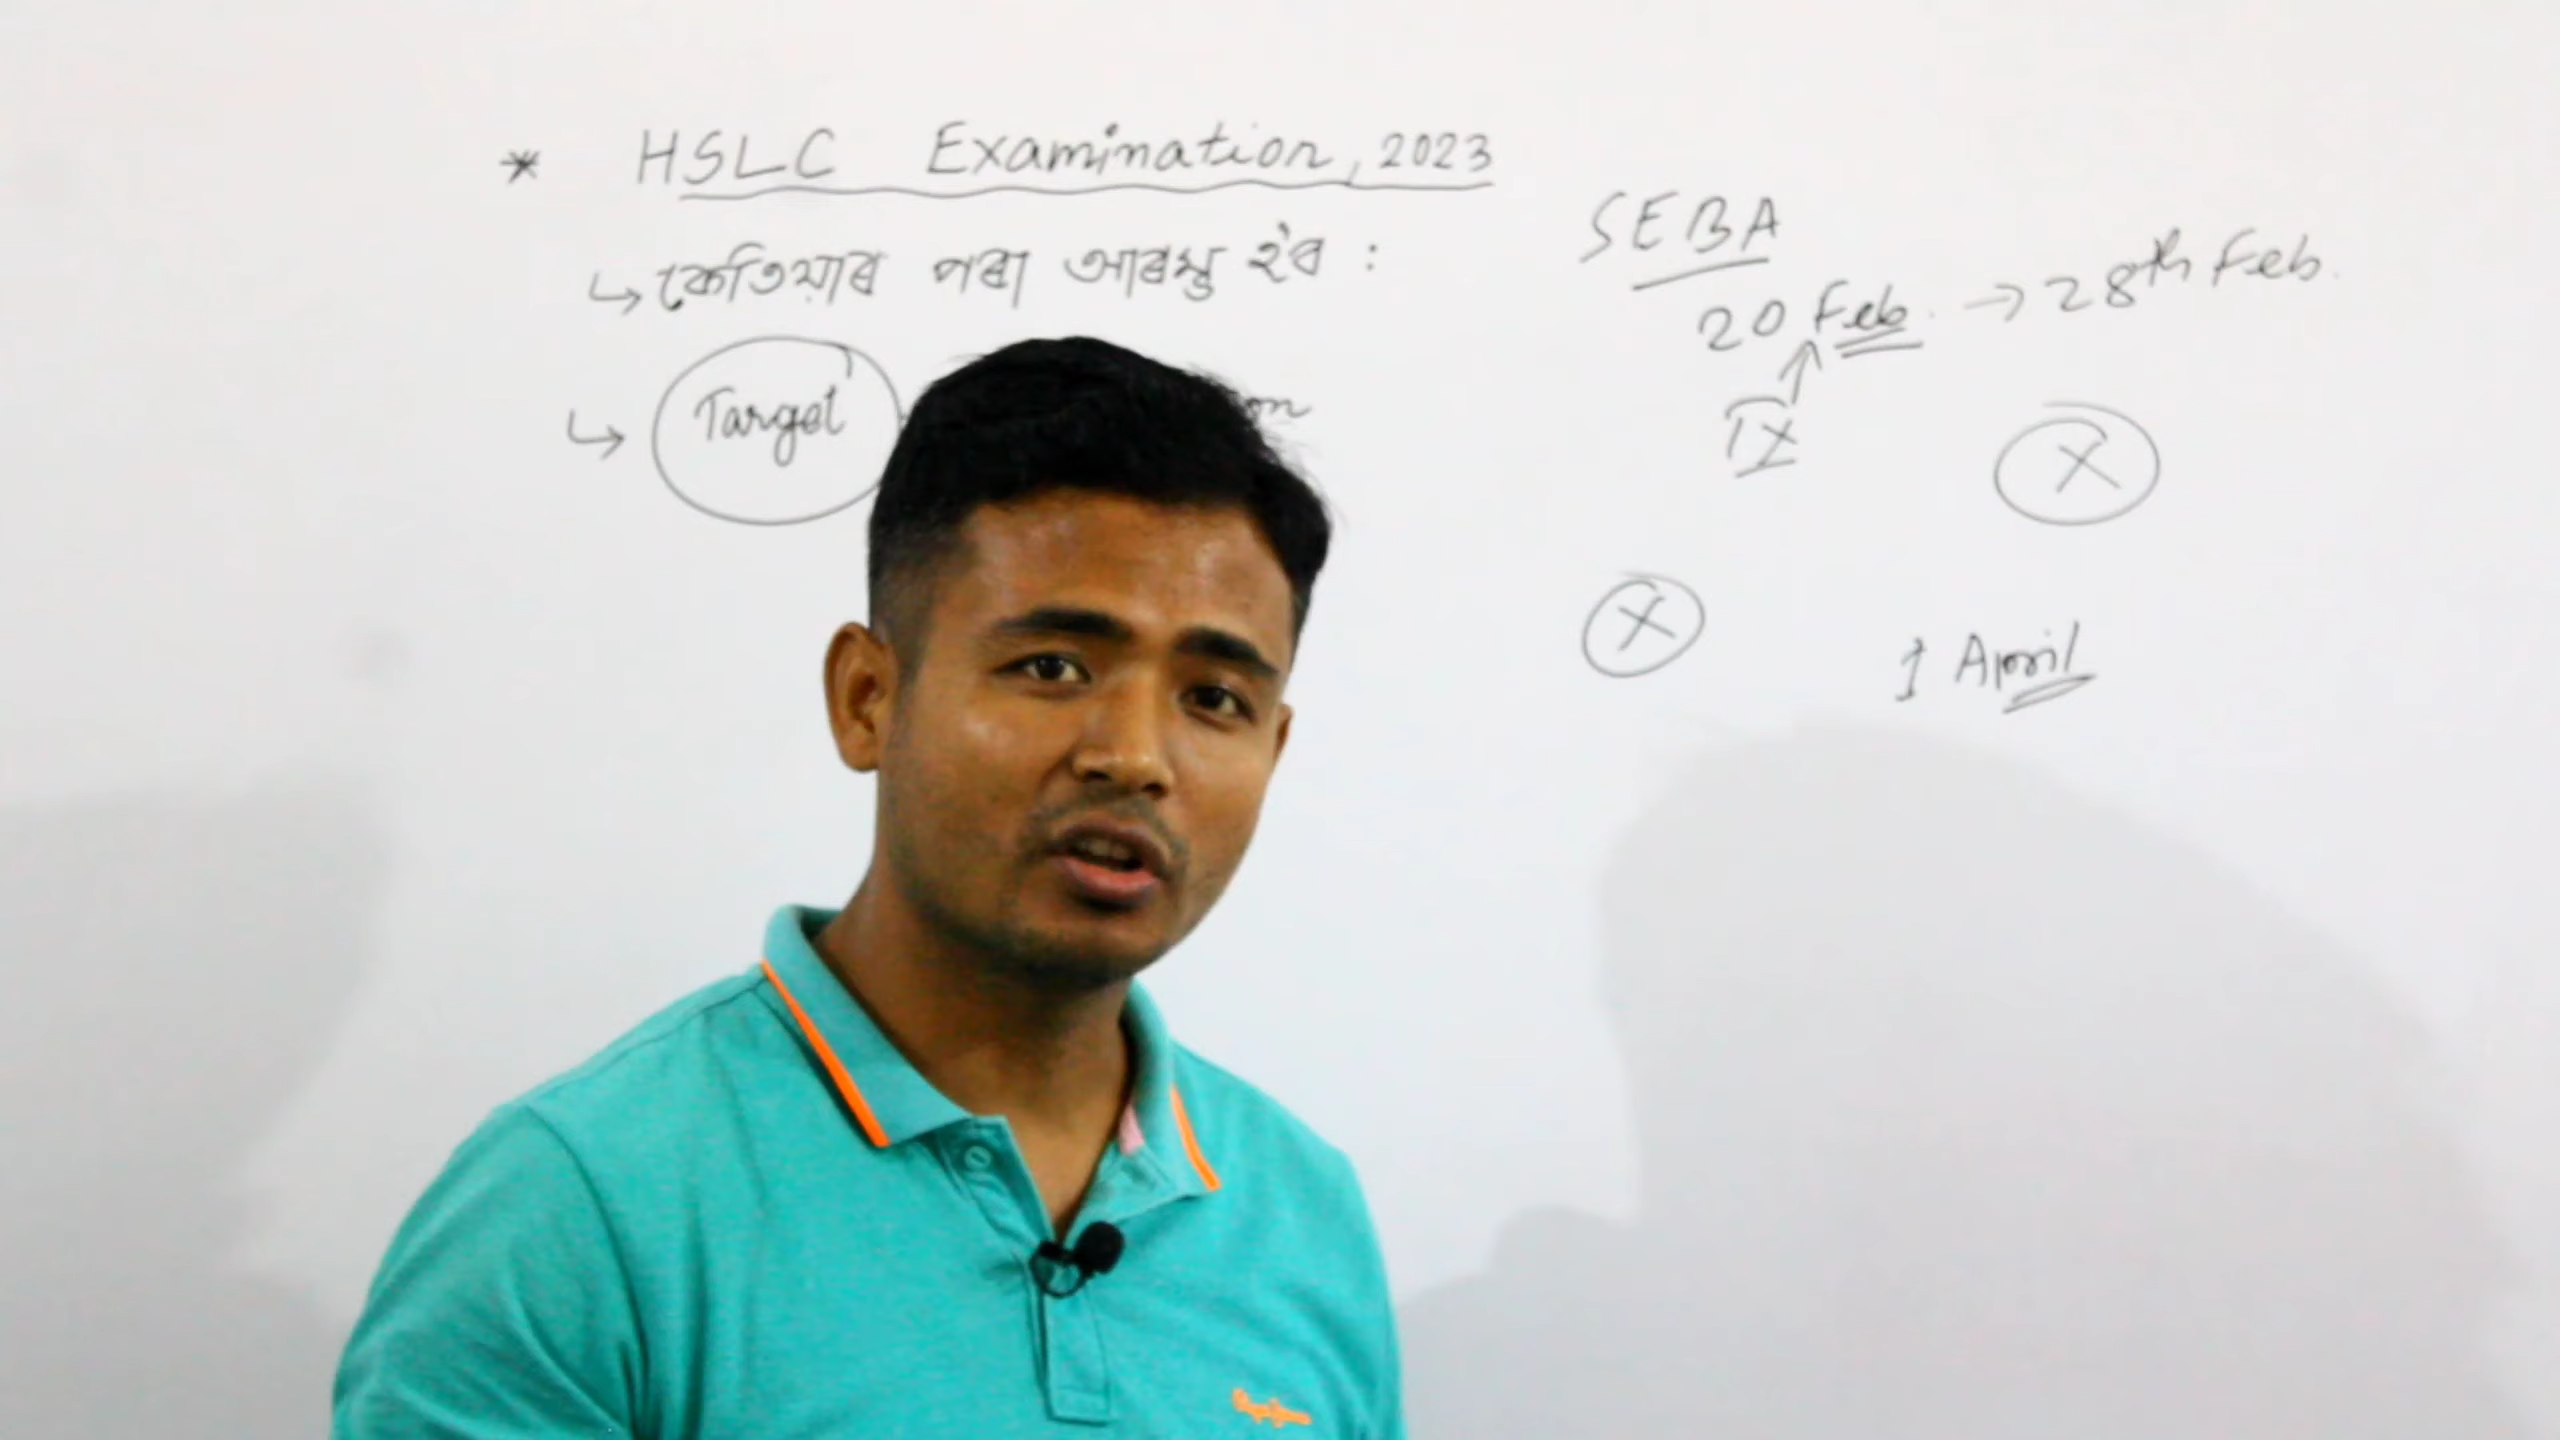 * HSLC Examination, 2023
↳ কেতিয়াৰ পৰা আৰম্ভ হ'ব :
↳ Target
SEBA
20 Feb. → 28th Feb.
↑
IX
X
X
1 April